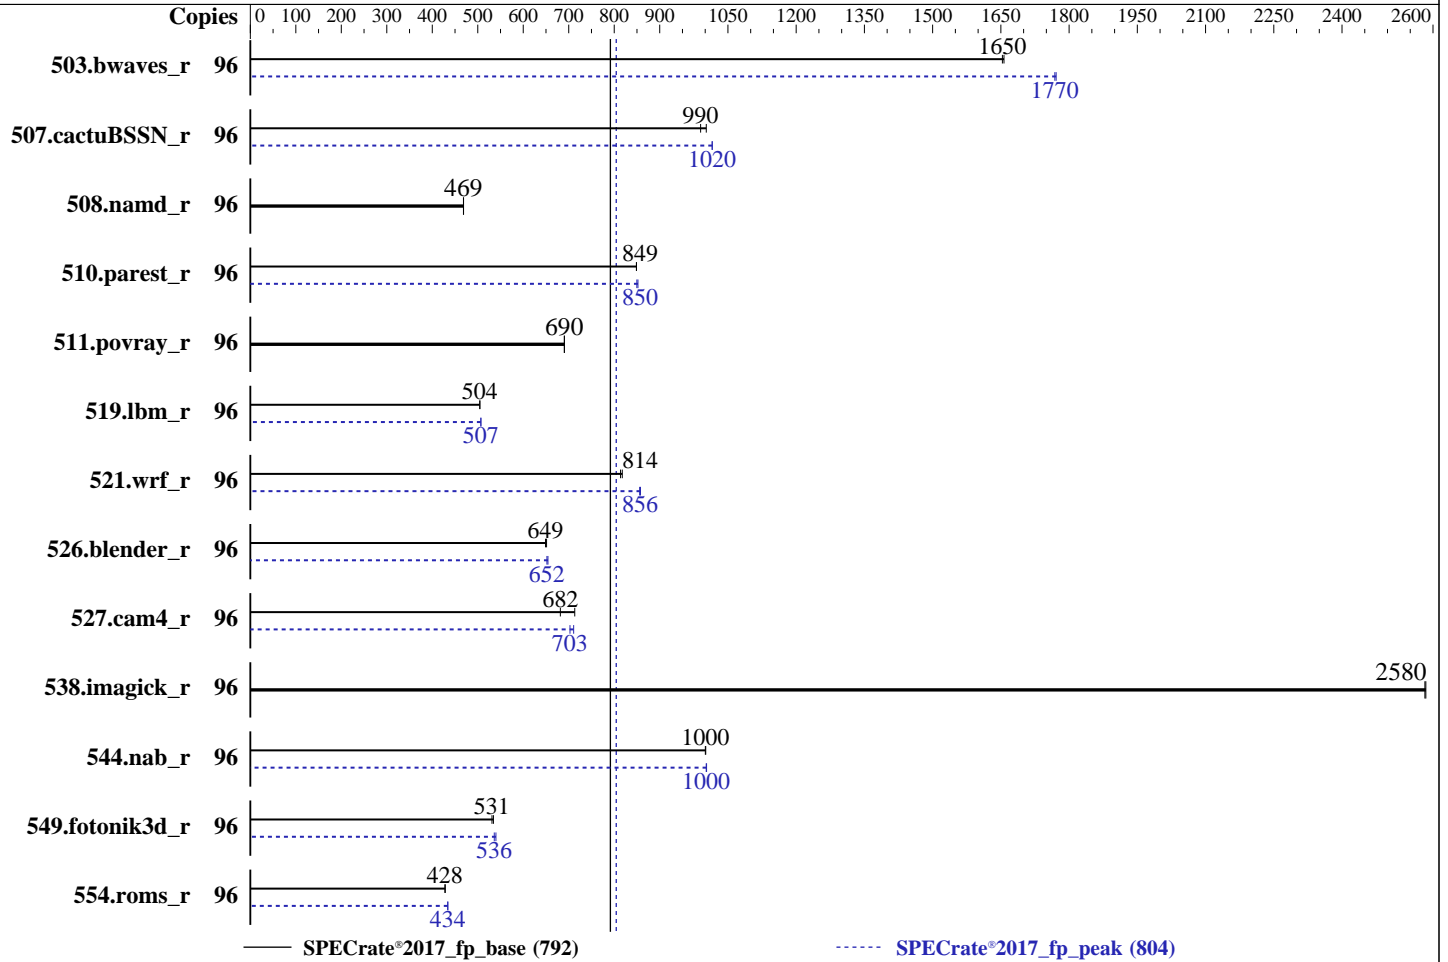 Copies 0 100 200 300 400 500 600 700 800 900 1050 1200 1350 1500 1650 1800 1950 2100 2250 2400 2600
1650
503.bwaves_r 96
1770
990
507.cactuBSSN_r 96
1020
469
508.namd_r 96
849
510.parest_r 96
850
690
511.povray_r 96
504
519.lbm_r 96
507
814
521.wrf_r 96
856
649
526.blender_r 96
652
682
527.cam4_r 96
703
2580
538.imagick_r 96
1000
544.nab_r 96
1000
531
549.fotonik3d_r 96
536
428
554.roms_r 96
434
SPECrate®2017_fp_base (792) SPECrate®2017_fp_peak (804)